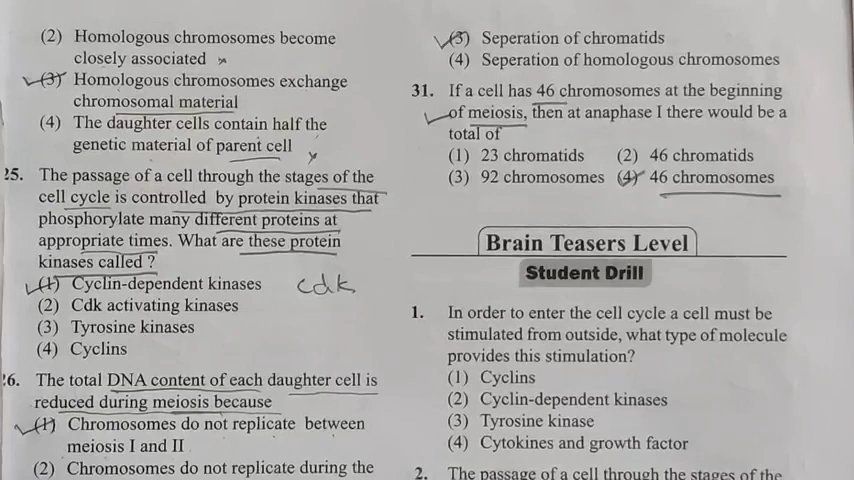 (2) Homologous chromosomes become
closely associated
(3) Homologous chromosomes exchange
chromosomal material
(4) The daughter cells contain half the
genetic material of parent cell
25. The passage of a cell through the stages of the
cell cycle is controlled by protein kinases that
phosphorylate many different proteins at
appropriate times. What are these protein
kinases called ?
(1) Cyclin-dependent kinases cdk
(2) Cdk activating kinases
(3) Tyrosine kinases
(4) Cyclins
26. The total DNA content of each daughter cell is
reduced during meiosis because
(1) Chromosomes do not replicate between
meiosis I and II
(2) Chromosomes do not replicate during the
(3) Seperation of chromatids
(4) Seperation of homologous chromosomes
31. If a cell has 46 chromosomes at the beginning
of meiosis, then at anaphase I there would be a
total of
(1) 23 chromatids (2) 46 chromatids
(3) 92 chromosomes (4) 46 chromosomes
Brain Teasers Level
Student Drill
1. In order to enter the cell cycle a cell must be
stimulated from outside, what type of molecule
provides this stimulation?
(1) Cyclins
(2) Cyclin-dependent kinases
(3) Tyrosine kinase
(4) Cytokines and growth factor
2. The passage of a cell through the stages of the